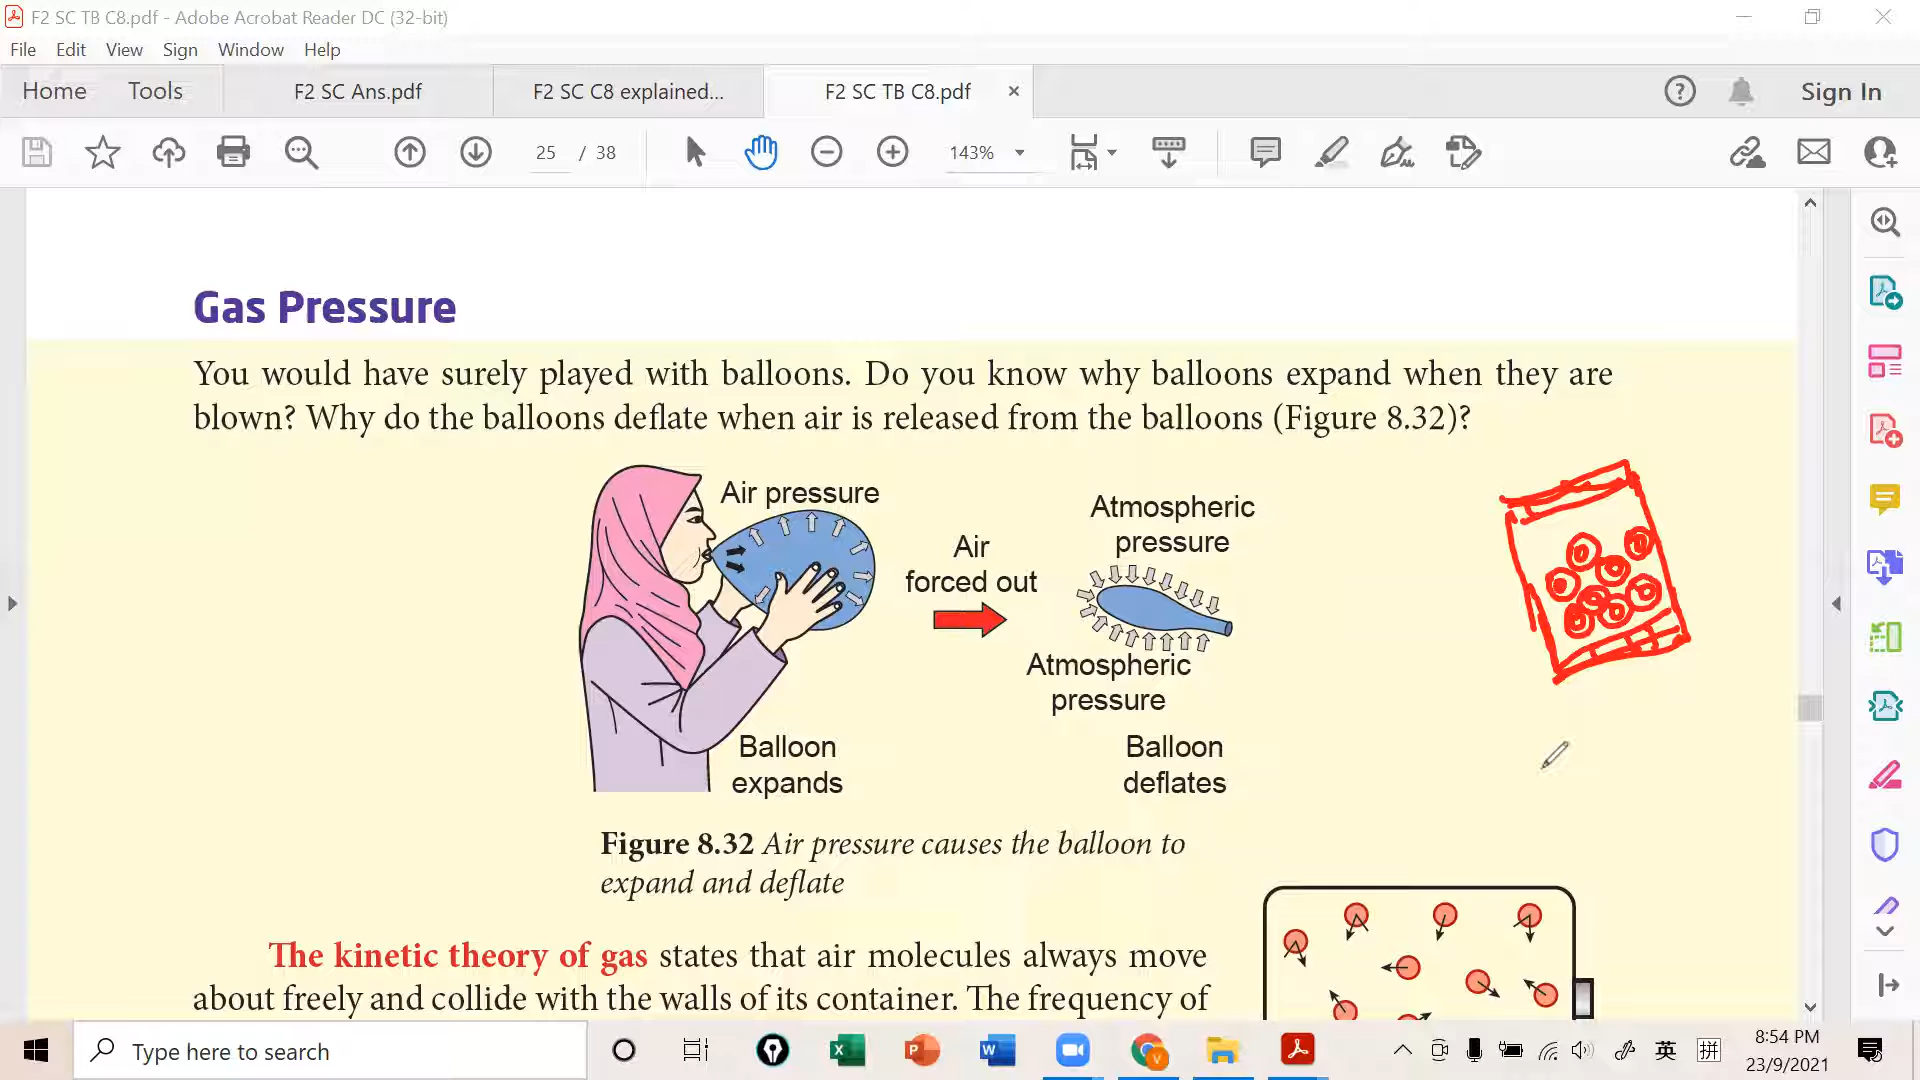 F2 SC TB C8.pdf - Adobe Acrobat Reader DC (32-bit)
File Edit View Sign Window Help
Home Tools F2 SC Ans.pdf F2 SC C8 explained... F2 SC TB C8.pdf × Sign In
25 / 38 143%
Gas Pressure
You would have surely played with balloons. Do you know why balloons expand when they are
blown? Why do the balloons deflate when air is released from the balloons (Figure 8.32)?
Air pressure
Air
forced out
Atmospheric
pressure
Atmospheric
pressure
Balloon
expands
Balloon
deflates
Figure 8.32 Air pressure causes the balloon to
expand and deflate
The kinetic theory of gas states that air molecules always move
about freely and collide with the walls of its container. The frequency of
Type here to search
英 拼
8:54 PM
23/9/2021